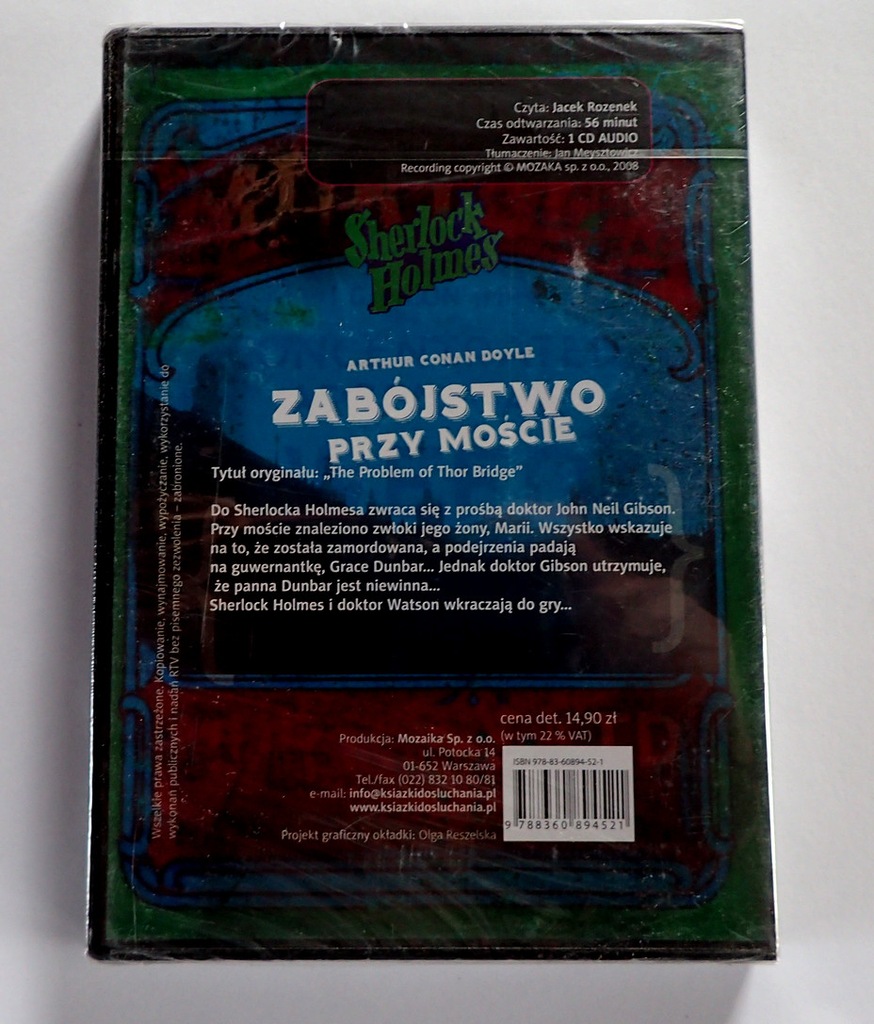 Czyta: Jacek Rozenek
Czas odtwarzania: 56 minut
Zawartość: 1 CD AUDIO
Tłumaczenie: Jan Meysztowicz
Recording copyright © MOZAKA sp. z o.o., 2008
Sherlock
Holmes
ARTHUR CONAN DOYLE
ZABÓJSTWO
PRZY MOŚCIE
Tytuł oryginału: „The Problem of Thor Bridge”
Do Sherlocka Holmesa zwraca się z prośbą doktor John Neil Gibson.
Przy moście znaleziono zwłoki jego żony, Marii. Wszystko wskazuje
na to, że została zamordowana, a podejrzenia padają
na guwernantkę, Grace Dunbar... Jednak doktor Gibson utrzymuje,
że panna Dunbar jest niewinna...
Sherlock Holmes i doktor Watson wkraczają do gry...
Wszelkie prawa zastrzeżone. Kopiowanie, wynajmowanie, wypożyczanie, wykorzystanie do
wykonań publicznych i nadań RTV bez pisemnego zezwolenia – zabronione.
cena det. 14,90 zł
(w tym 22 % VAT)
Produkcja: Mozaika Sp. z o.o.
ul. Potocka 14
01-652 Warszawa
Tel./fax (022) 832 10 80/81
e-mail: info@ksiazkidosluchania.pl
www.ksiazkidosluchania.pl
Projekt graficzny okładki: Olga Reszelska
ISBN 978-83-60894-52-1
9 788360 894521